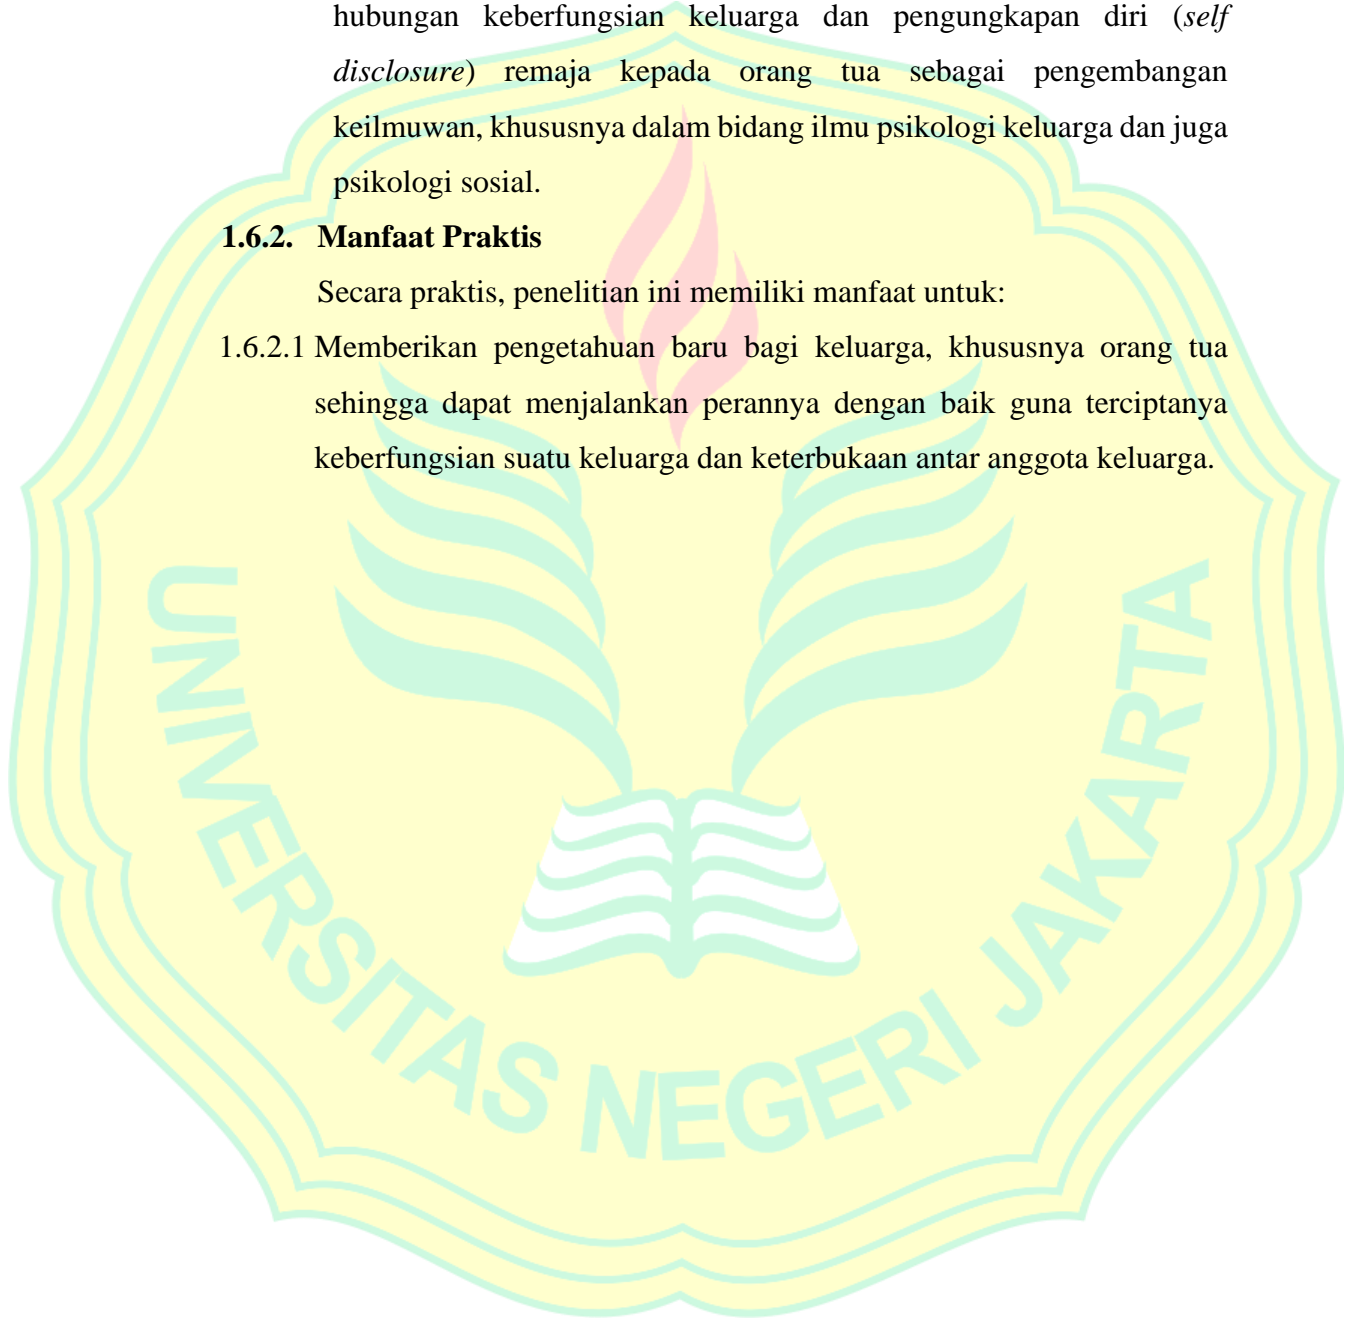 hubungan keberfungsian keluarga dan pengungkapan diri (self
disclosure) remaja kepada orang tua sebagai pengembangan
keilmuwan, khususnya dalam bidang ilmu psikologi keluarga dan juga
psikologi sosial.
1.6.2. Manfaat Praktis
Secara praktis, penelitian ini memiliki manfaat untuk:
1.6.2.1 Memberikan pengetahuan baru bagi keluarga, khususnya orang tua
sehingga dapat menjalankan perannya dengan baik guna terciptanya
keberfungsian suatu keluarga dan keterbukaan antar anggota keluarga.
UNIVERSITAS NEGERI JAKARTA